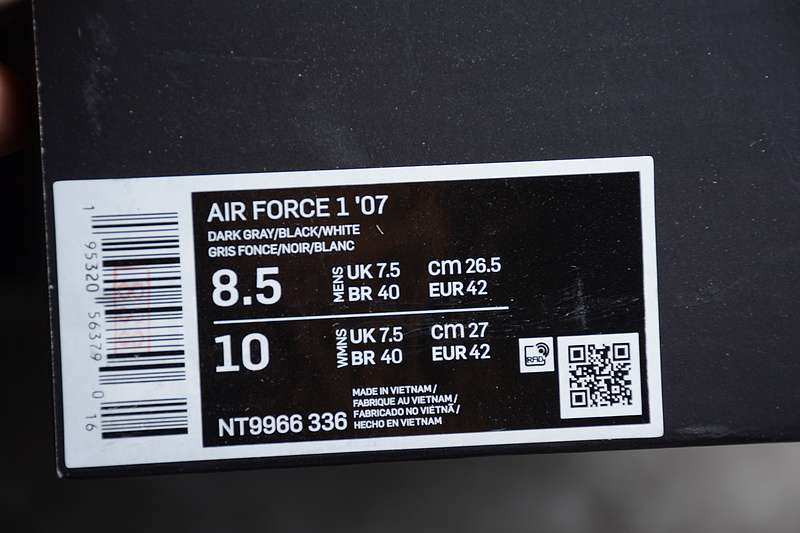 AIR FORCE 1 '07
DARK GRAY/BLACK/WHITE
GRIS FONCE/NOIR/BLANC
8.5
MENS
UK 7.5
BR 40
cm 26.5
EUR 42
10
WMNS
UK 7.5
BR 40
cm 27
EUR 42
RFID
MADE IN VIETNAM /
FABRIQUE AU VIETNAM /
FABRICADO NO VIETNÃ /
HECHO EN VIETNAM
NT9966 336
1 95320 56379 0 16